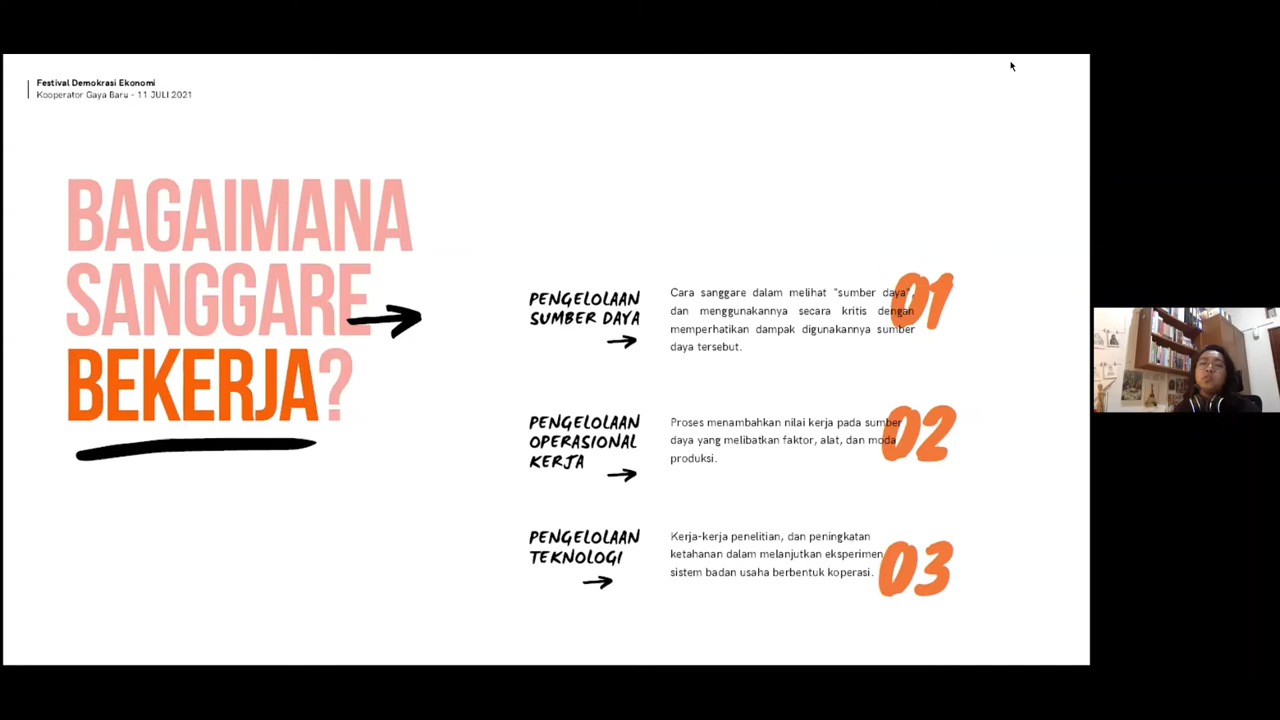 Festival Demokrasi Ekonomi
Kooperator Gaya Baru - 11 JULI 2021
BAGAIMANA
SANGGARE
BEKERJA?
PENGELOLAAN
SUMBER DAYA
Cara sanggare dalam melihat "sumber daya",
dan menggunakannya secara kritis dengan
memperhatikan dampak digunakannya sumber
daya tersebut.
01
PENGELOLAAN
OPERASIONAL
KERJA
Proses menambahkan nilai kerja pada sumber
daya yang melibatkan faktor, alat, dan moda
produksi.
02
PENGELOLAAN
TEKNOLOGI
Kerja-kerja penelitian, dan peningkatan
ketahanan dalam melanjutkan eksperimen
sistem badan usaha berbentuk koperasi.
03